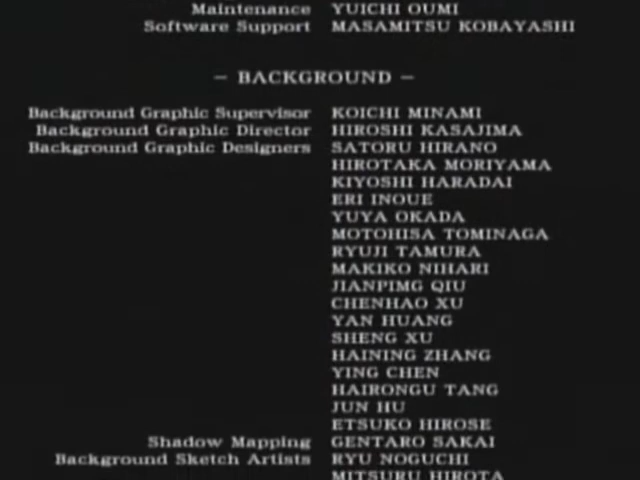 Maintenance YUICHI OUMI
Software Support MASAMITSU KOBAYASHI
— BACKGROUND —
Background Graphic Supervisor KOICHI MINAMI
Background Graphic Director HIROSHI KASAJIMA
Background Graphic Designers SATORU HIRANO
HIROTAKA MORIYAMA
KIYOSHI HARADAI
ERI INOUE
YUYA OKADA
MOTOHISA TOMINAGA
RYUJI TAMURA
MAKIKO NIHARI
JIANPIMG QIU
CHENHAO XU
YAN HUANG
SHENG XU
HAINING ZHANG
YING CHEN
HAIRONGU TANG
JUN HU
ETSUKO HIROSE
Shadow Mapping GENTARO SAKAI
Background Sketch Artists RYU NOGUCHI
MITSURU HIROTA